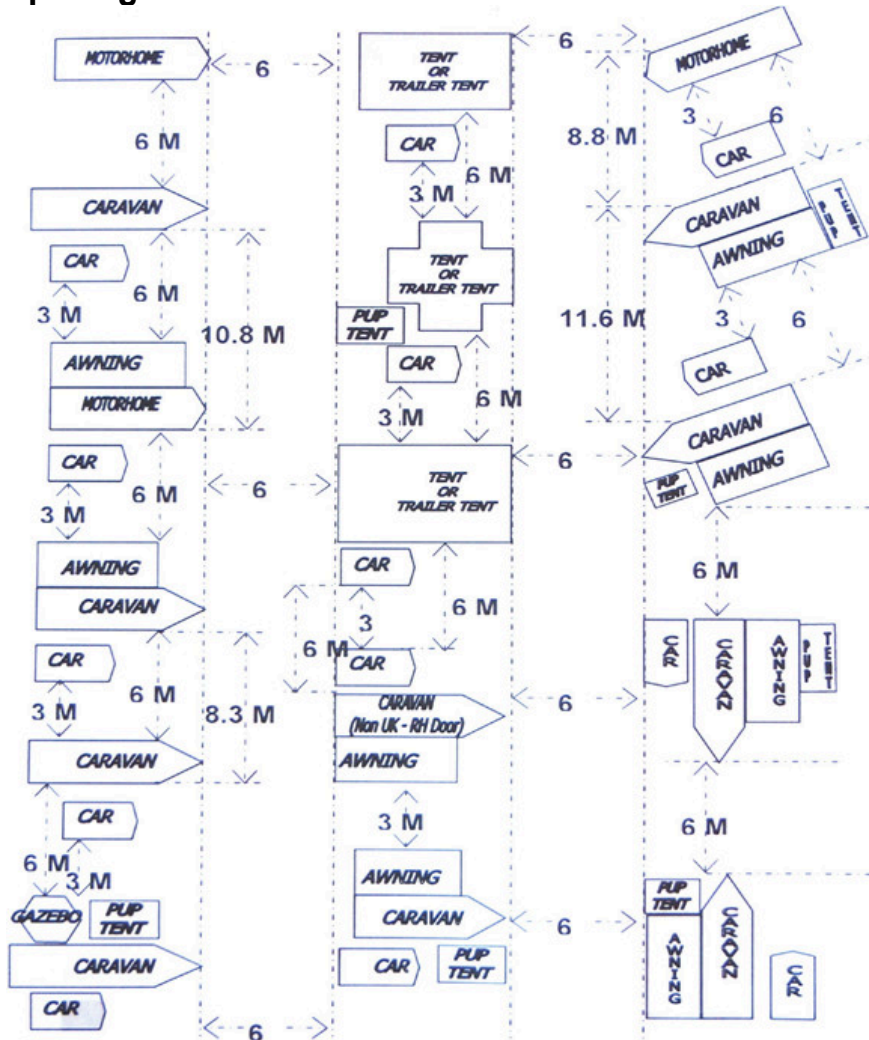 MOTORHOME
6
6 M
CARAVAN
CAR
3 M
6 M
10.8 M
AWNING
MOTORHOME
CAR
3 M
6 M
6
AWNING
CARAVAN
CAR
3 M
6 M
8.3 M
CARAVAN
CAR
6 M
3 M
GAZEBO
PUP
TENT
CARAVAN
CAR
6
TENT
OR
TRAILER TENT
CAR
3 M
6 M
TENT
OR
TRAILER TENT
PUP
TENT
CAR
3 M
6 M
TENT
OR
TRAILER TENT
CAR
6 M
3
6 M
CAR
CARAVAN
(Non UK - RH Door)
AWNING
3 M
AWNING
CARAVAN
CAR
PUP
TENT
6
MOTORHOME
8.8 M
3
6
CAR
CARAVAN
AWNING
TENT
PUP
11.6 M
3
6
CAR
6
CARAVAN
AWNING
PUP
TENT
6 M
CAR
CARAVAN
AWNING
PUP
TENT
6
6 M
PUP
TENT
CARAVAN
AWNING
CAR
6